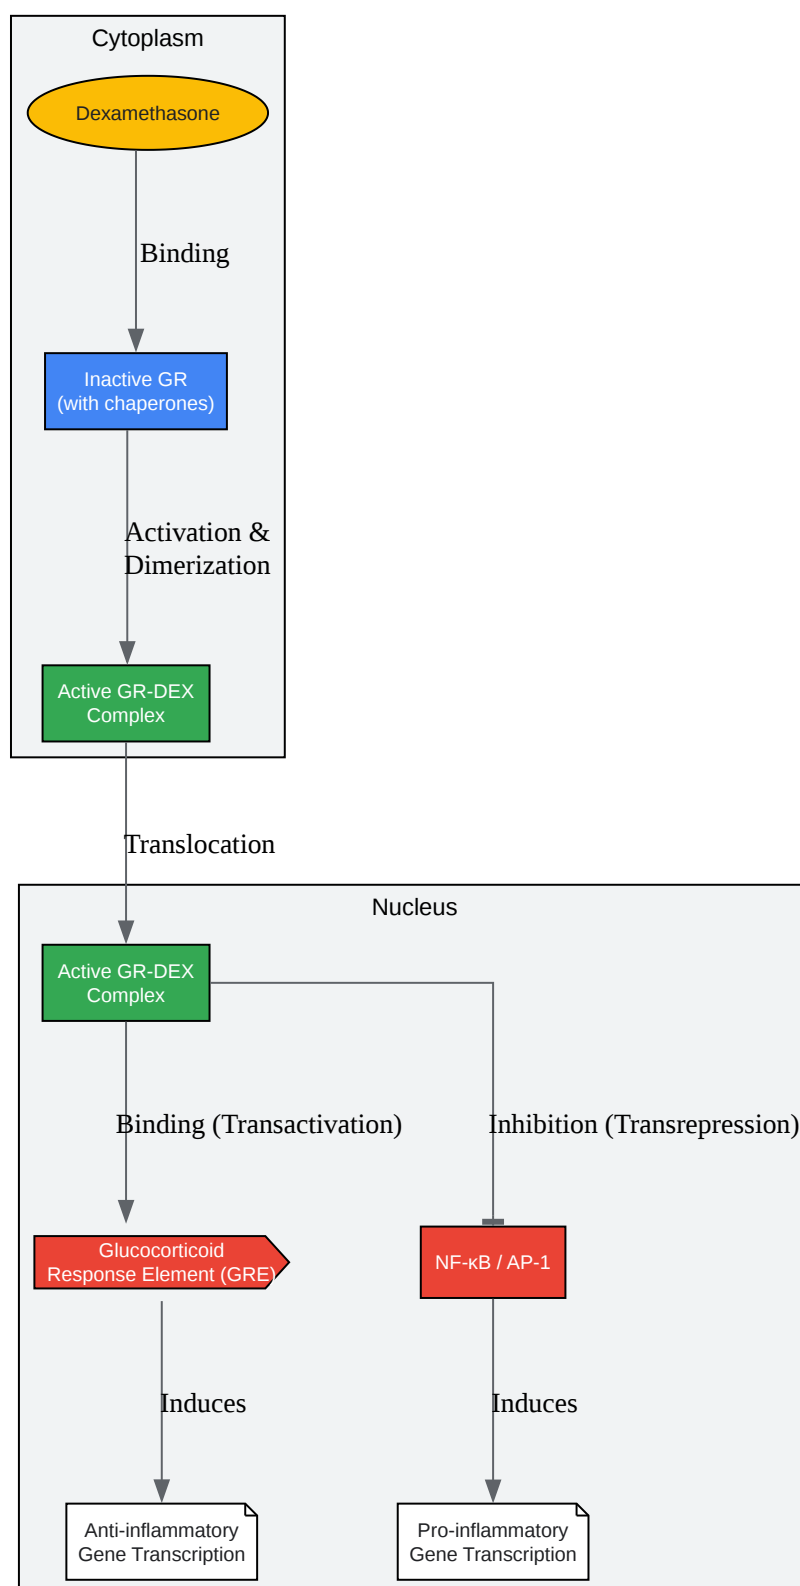 Cytoplasm
Dexamethasone
Binding
Inactive GR
(with chaperones)
Activation &
Dimerization
Active GR-DEX
Complex
Translocation
Nucleus
Active GR-DEX
Complex
Binding (Transactivation)
Inhibition (Transrepression)
Glucocorticoid
Response Element (GRE)
NF-κB / AP-1
Induces
Induces
Anti-inflammatory
Gene Transcription
Pro-inflammatory
Gene Transcription